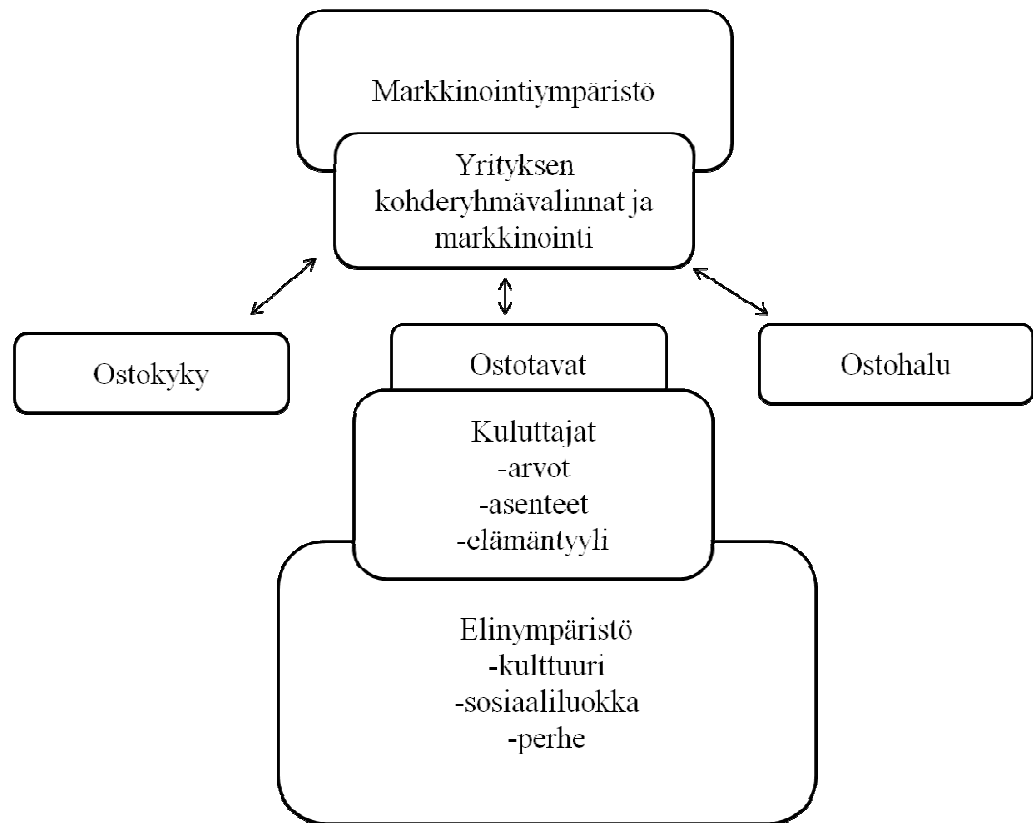 Markkinointiympäristö
Yrityksen
kohderyhmävalinnat ja
markkinointi
Ostokyky
Ostotavat
Ostohalu
Kuluttajat
-arvot
-asenteet
-elämäntyyli
Elinympäristö
-kulttuuri
-sosiaaliluokka
-perhe